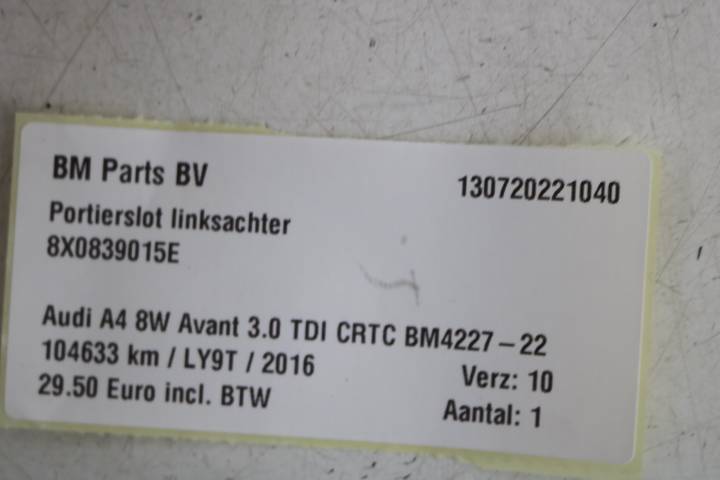 BM Parts BV
130720221040
Portierslot linksachter
8X0839015E
Audi A4 8W Avant 3.0 TDI CRTC BM4227-22
104633 km / LY9T / 2016
Verz: 10
29.50 Euro incl. BTW
Aantal: 1